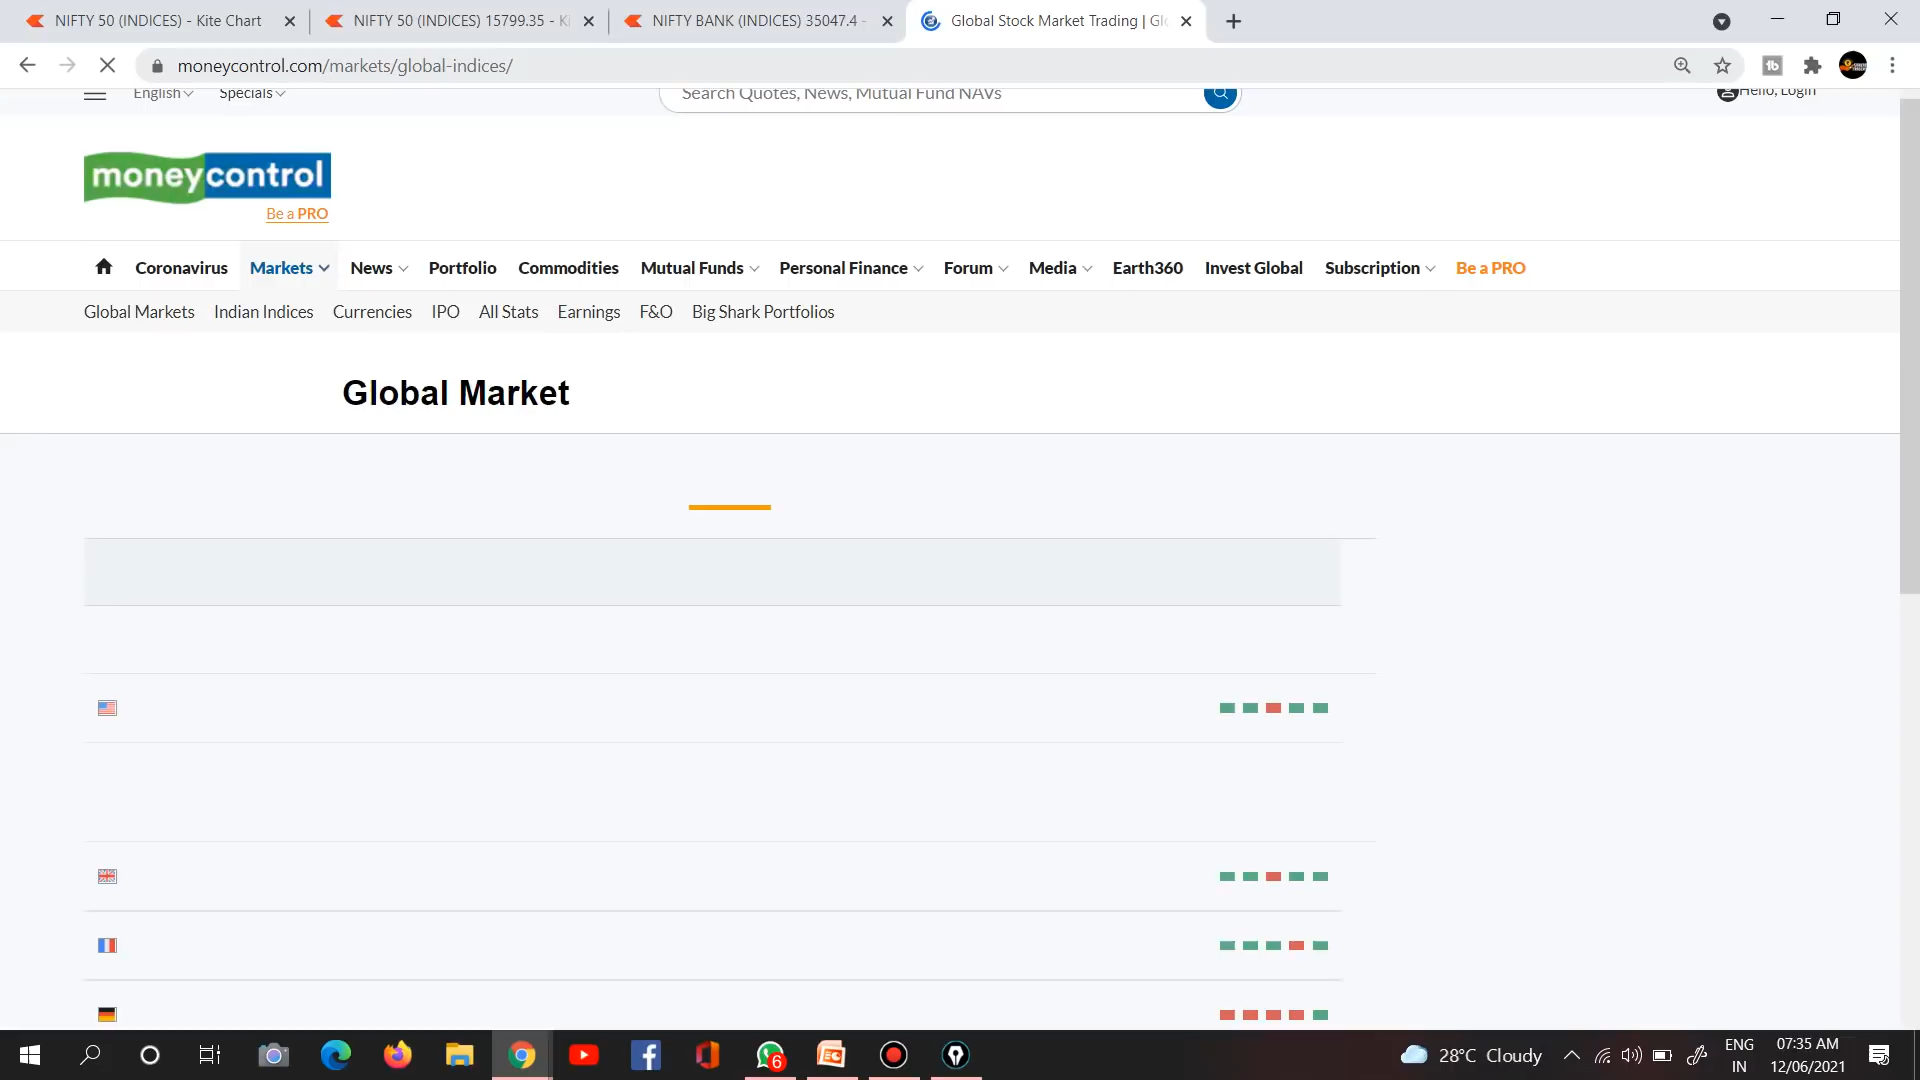 NIFTY 50 (INDICES) - Kite Chart
NIFTY 50 (INDICES) 15799.35 - Ki
NIFTY BANK (INDICES) 35047.4 -
Global Stock Market Trading | Glo
moneycontrol.com/markets/global-indices/
English
Specials
Search Quotes, News, Mutual Fund NAVs
Hello, Login
moneycontrol
Be a PRO
Coronavirus Markets News Portfolio Commodities Mutual Funds Personal Finance Forum Media Earth360 Invest Global Subscription Be a PRO
Global Markets Indian Indices Currencies IPO All Stats Earnings F&O Big Shark Portfolios
Global Market
6
28°C Cloudy
ENG
IN
07:35 AM
12/06/2021